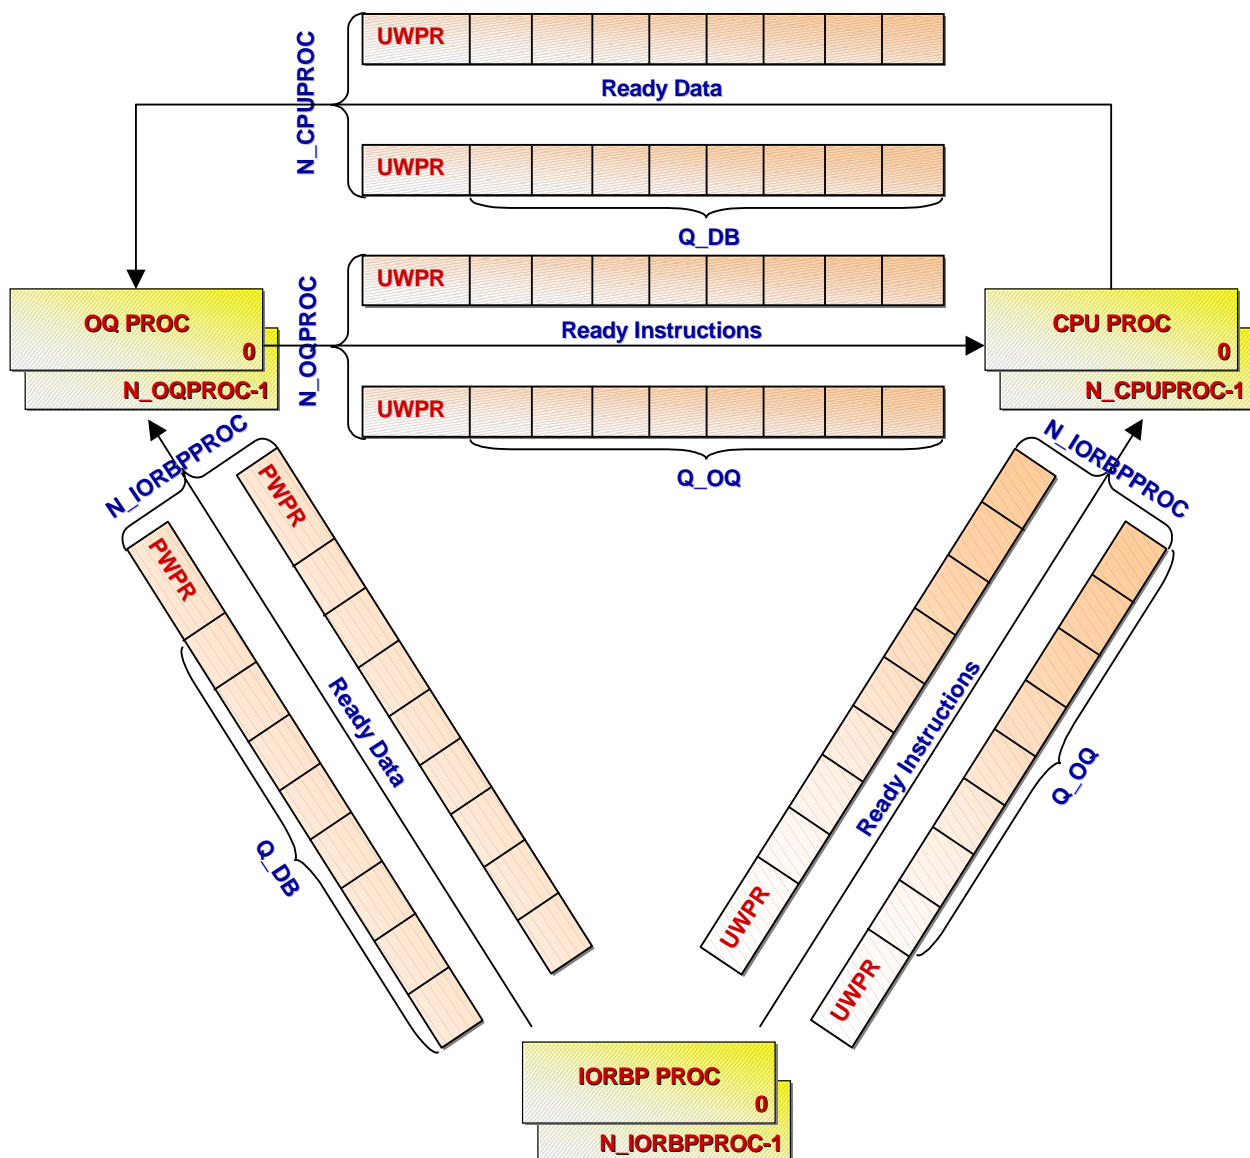 UWPR
N_CPUPROC
Ready Data
UWPR
Q_DB
UWPR
N_OQPROC
OQ PROC
0
N_OQPROC-1
Ready Instructions
CPU PROC
0
N_CPUPROC-1
UWPR
Q_OQ
N_IORBPPROC
PWPR
PWPR
Ready Data
Q_DB
N_IORBPPROC
Ready Instructions
Q_OQ
UWPR
UWPR
IORBP PROC
0
N_IORBPPROC-1